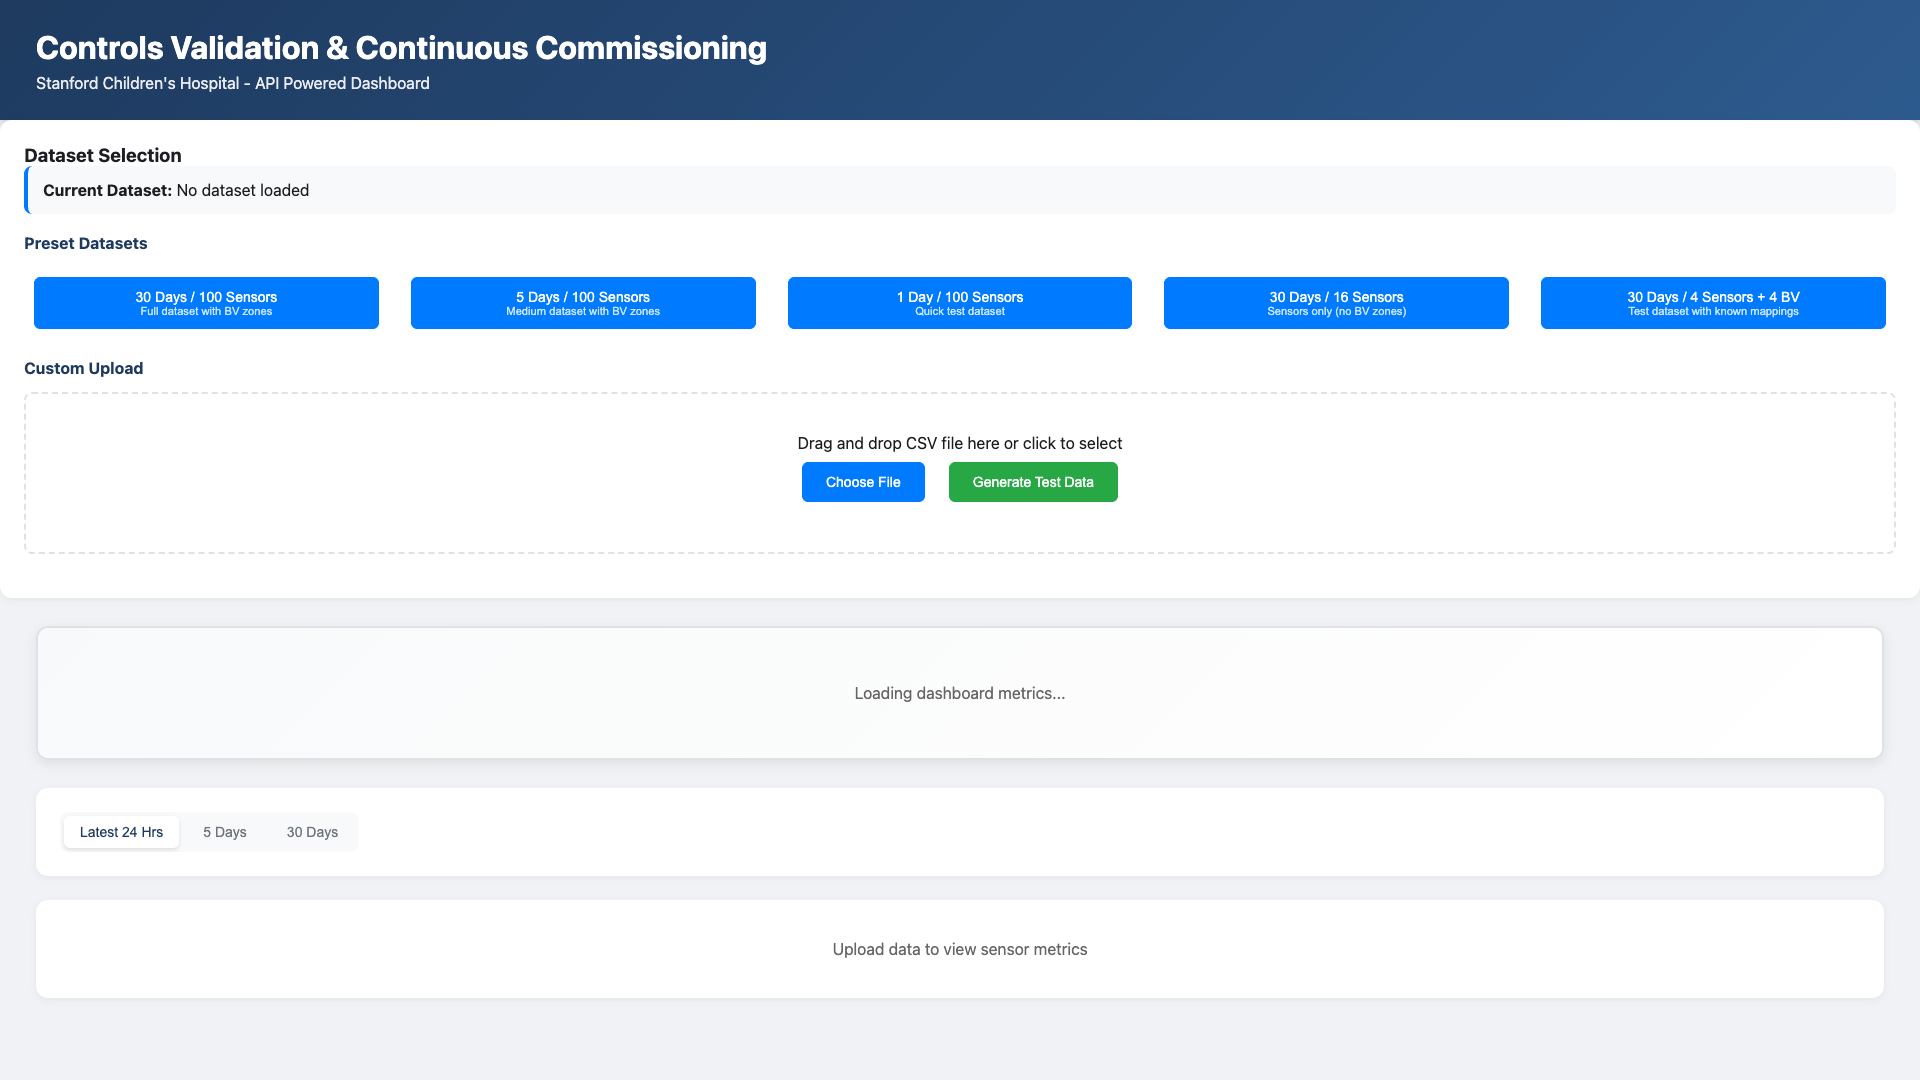 Controls Validation & Continuous Commissioning
Stanford Children's Hospital - API Powered Dashboard
Dataset Selection
Current Dataset: No dataset loaded
Preset Datasets
30 Days / 100 Sensors
Full dataset with BV zones
5 Days / 100 Sensors
Medium dataset with BV zones
1 Day / 100 Sensors
Quick test dataset
30 Days / 16 Sensors
Sensors only (no BV zones)
30 Days / 4 Sensors + 4 BV
Test dataset with known mappings
Custom Upload
Drag and drop CSV file here or click to select
Choose File
Generate Test Data
Loading dashboard metrics...
Latest 24 Hrs
5 Days
30 Days
Upload data to view sensor metrics